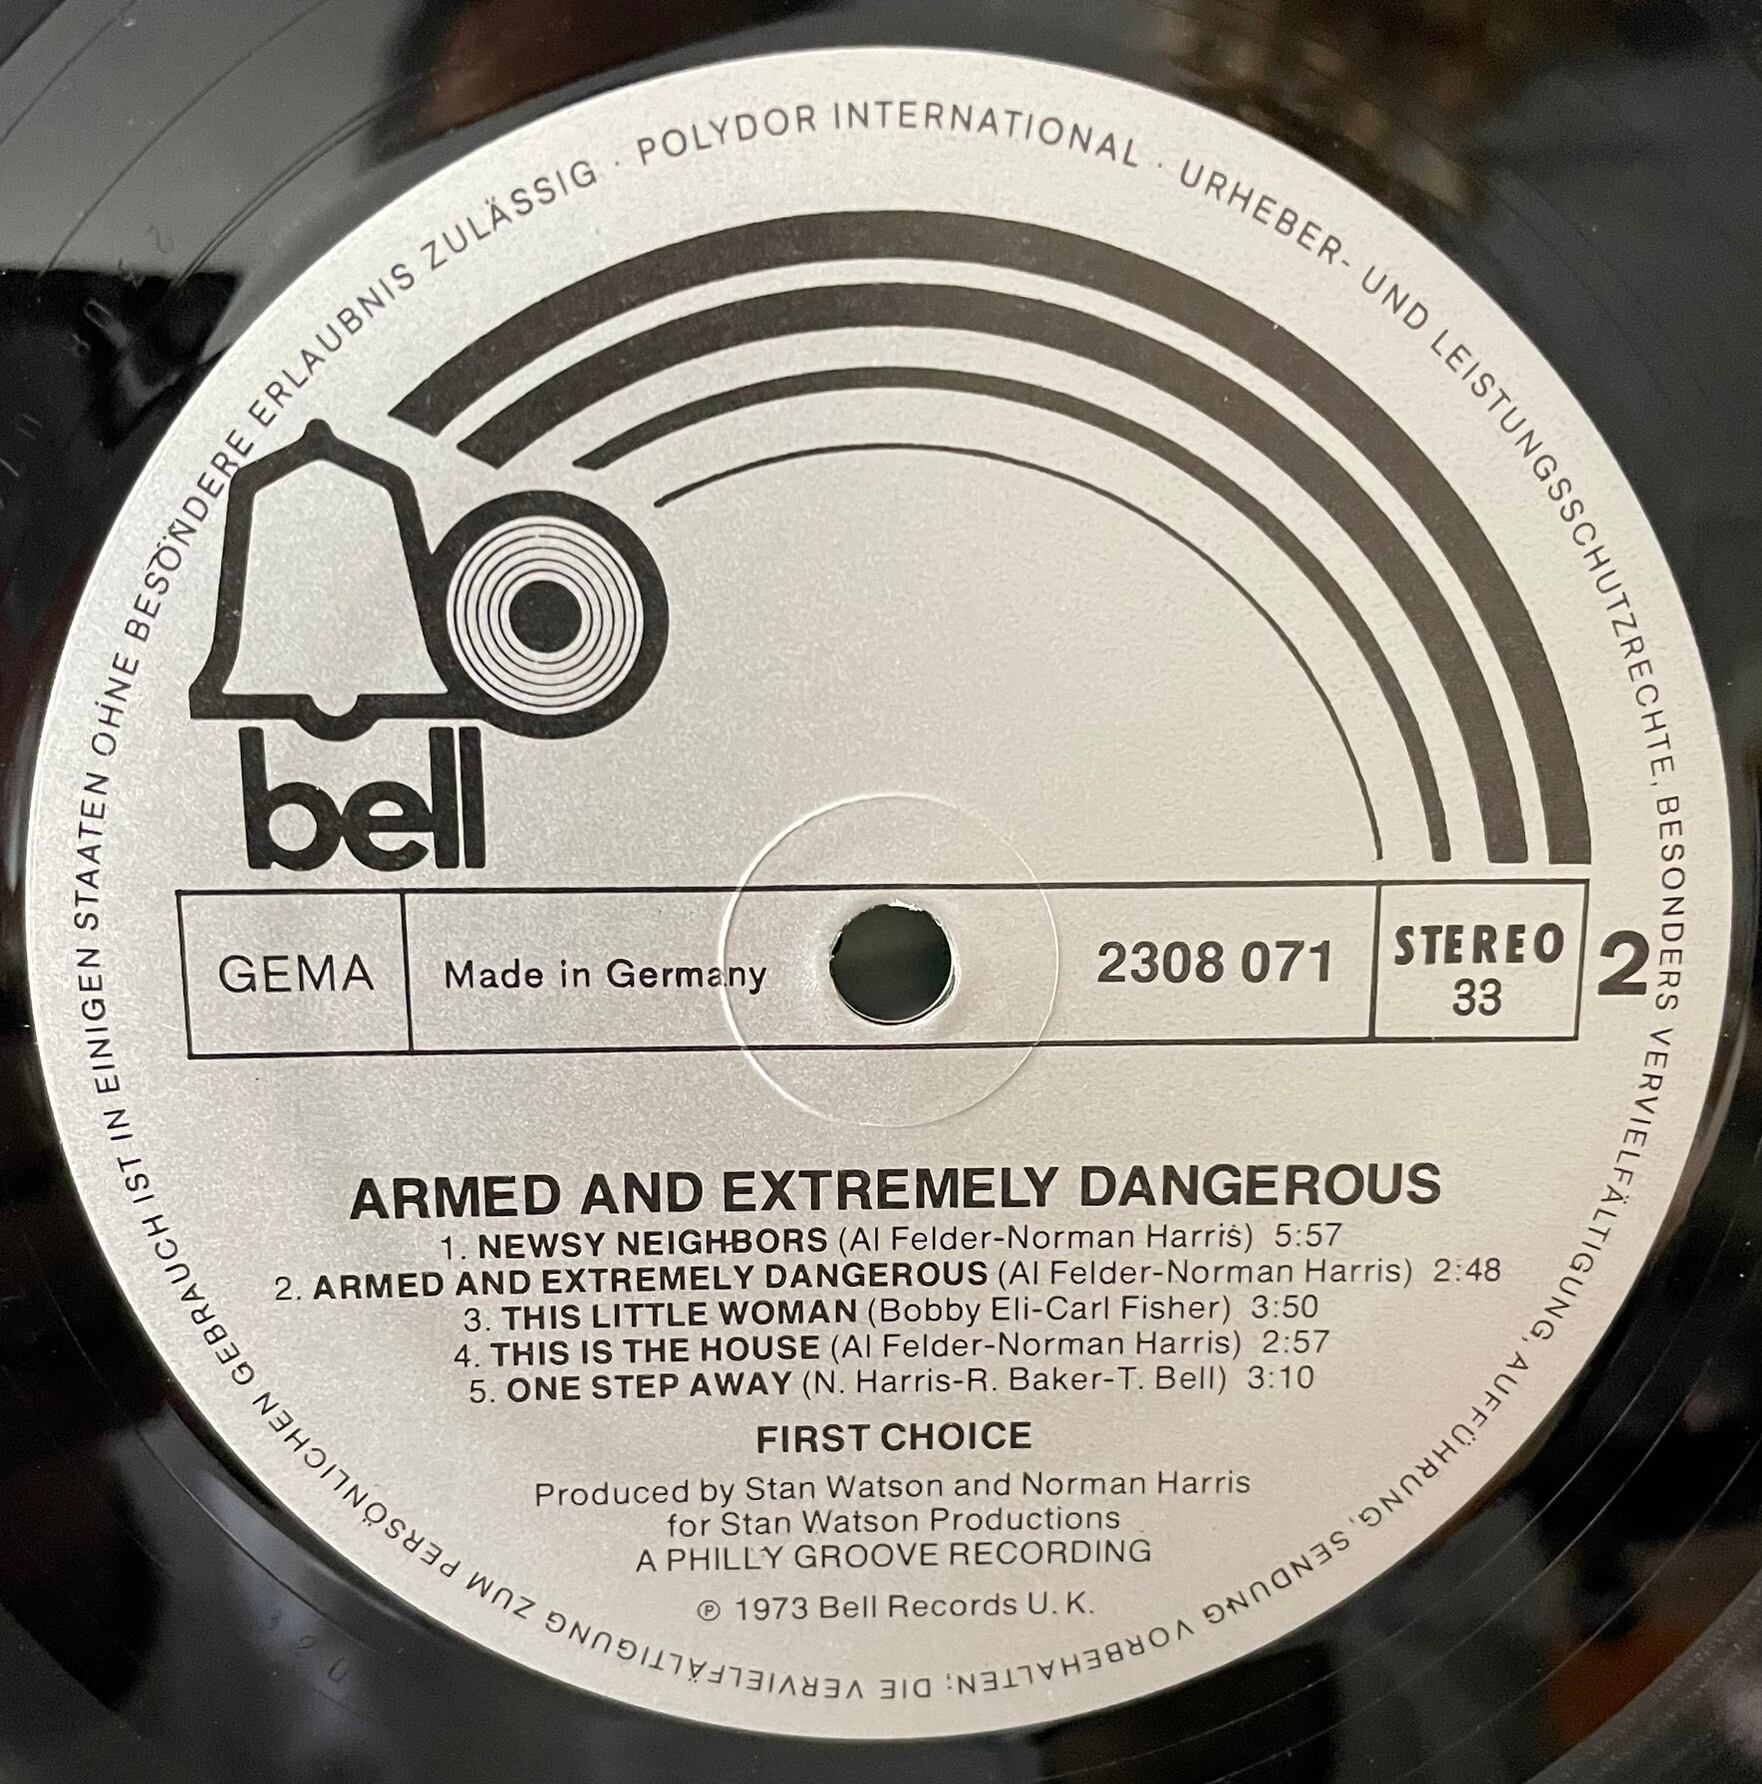 POLYDOR INTERNATIONAL · URHEBER- UND LEISTUNGSSCHUTZRECHTE, BESONDERS VERVIELFÄLTIGUNG, AUFFÜHRUNG, SENDUNG VORBEHALTEN; DIE VERVIELFÄLTIGUNG ZUM PERSÖNLICHEN GEBRAUCH IST IN EINIGEN STAATEN OHNE BESONDERE ERLAUBNIS ZULÄSSIG ·
bell
GEMA
Made in Germany
2308 071
STEREO
33
2
ARMED AND EXTREMELY DANGEROUS
1. NEWSY NEIGHBORS (Al Felder-Norman Harris) 5:57
2. ARMED AND EXTREMELY DANGEROUS (Al Felder-Norman Harris) 2:48
3. THIS LITTLE WOMAN (Bobby Eli-Carl Fisher) 3:50
4. THIS IS THE HOUSE (Al Felder-Norman Harris) 2:57
5. ONE STEP AWAY (N. Harris-R. Baker-T. Bell) 3:10
FIRST CHOICE
Produced by Stan Watson and Norman Harris
for Stan Watson Productions
A PHILLY GROOVE RECORDING
℗ 1973 Bell Records U. K.
320